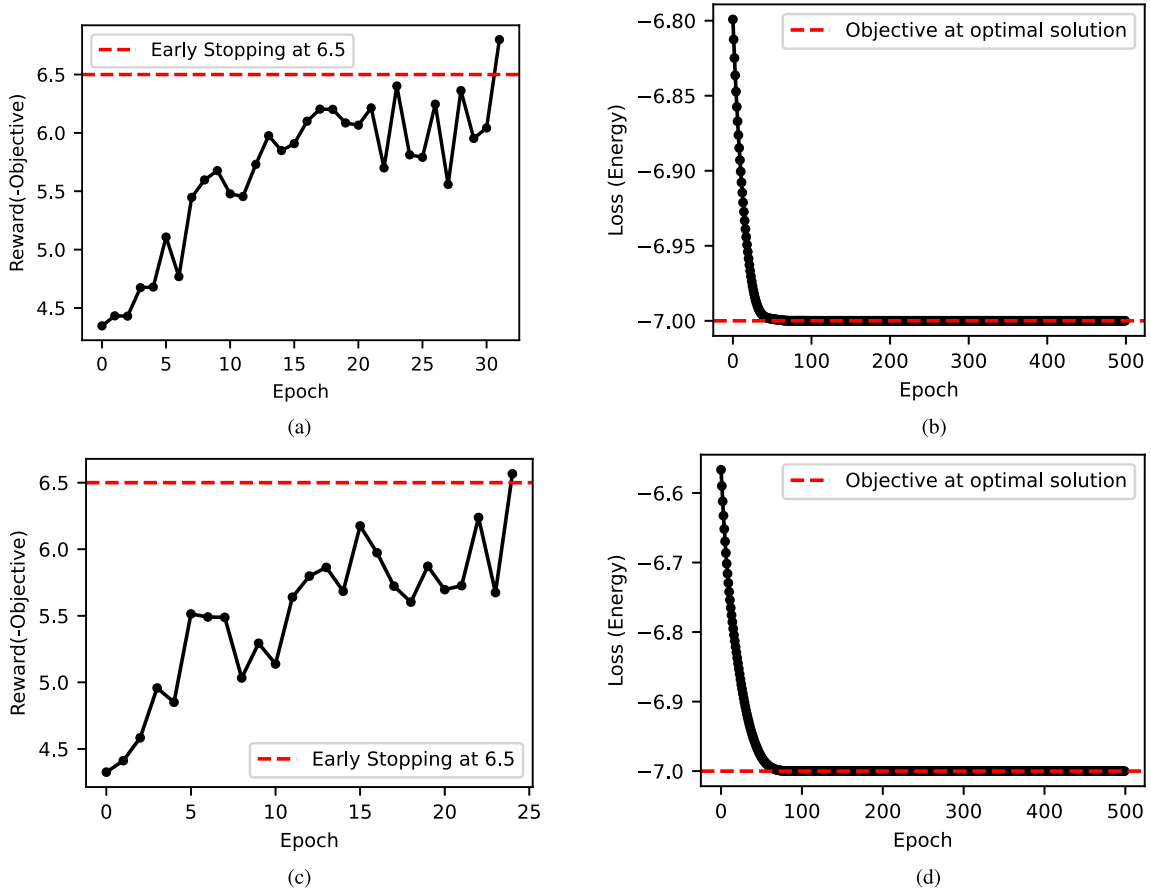 Early Stopping at 6.5
6.5
6.0
5.5
5.0
4.5
Reward(-Objective)
0 5 10 15 20 25 30
Epoch
(a)
Objective at optimal solution
−6.80
−6.85
−6.90
−6.95
−7.00
Loss (Energy)
0 100 200 300 400 500
Epoch
(b)
6.5
6.0
5.5
5.0
4.5
Reward(-Objective)
Early Stopping at 6.5
0 5 10 15 20 25
Epoch
(c)
Objective at optimal solution
−6.6
−6.7
−6.8
−6.9
−7.0
Loss (Energy)
0 100 200 300 400 500
Epoch
(d)